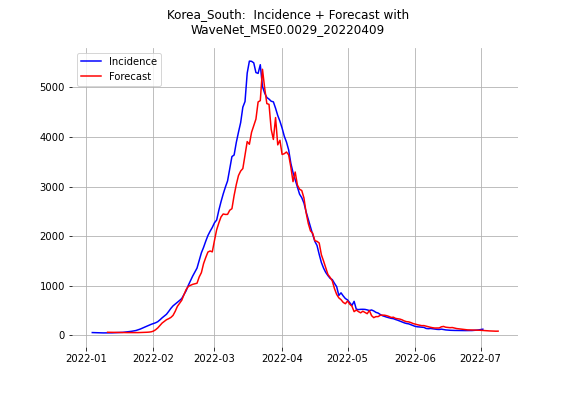 Korea_South:  Incidence + Forecast with
WaveNet_MSE0.0029_20220409
Incidence
Forecast
5000
4000
3000
2000
1000
0
2022-01 2022-02 2022-03 2022-04 2022-05 2022-06 2022-07